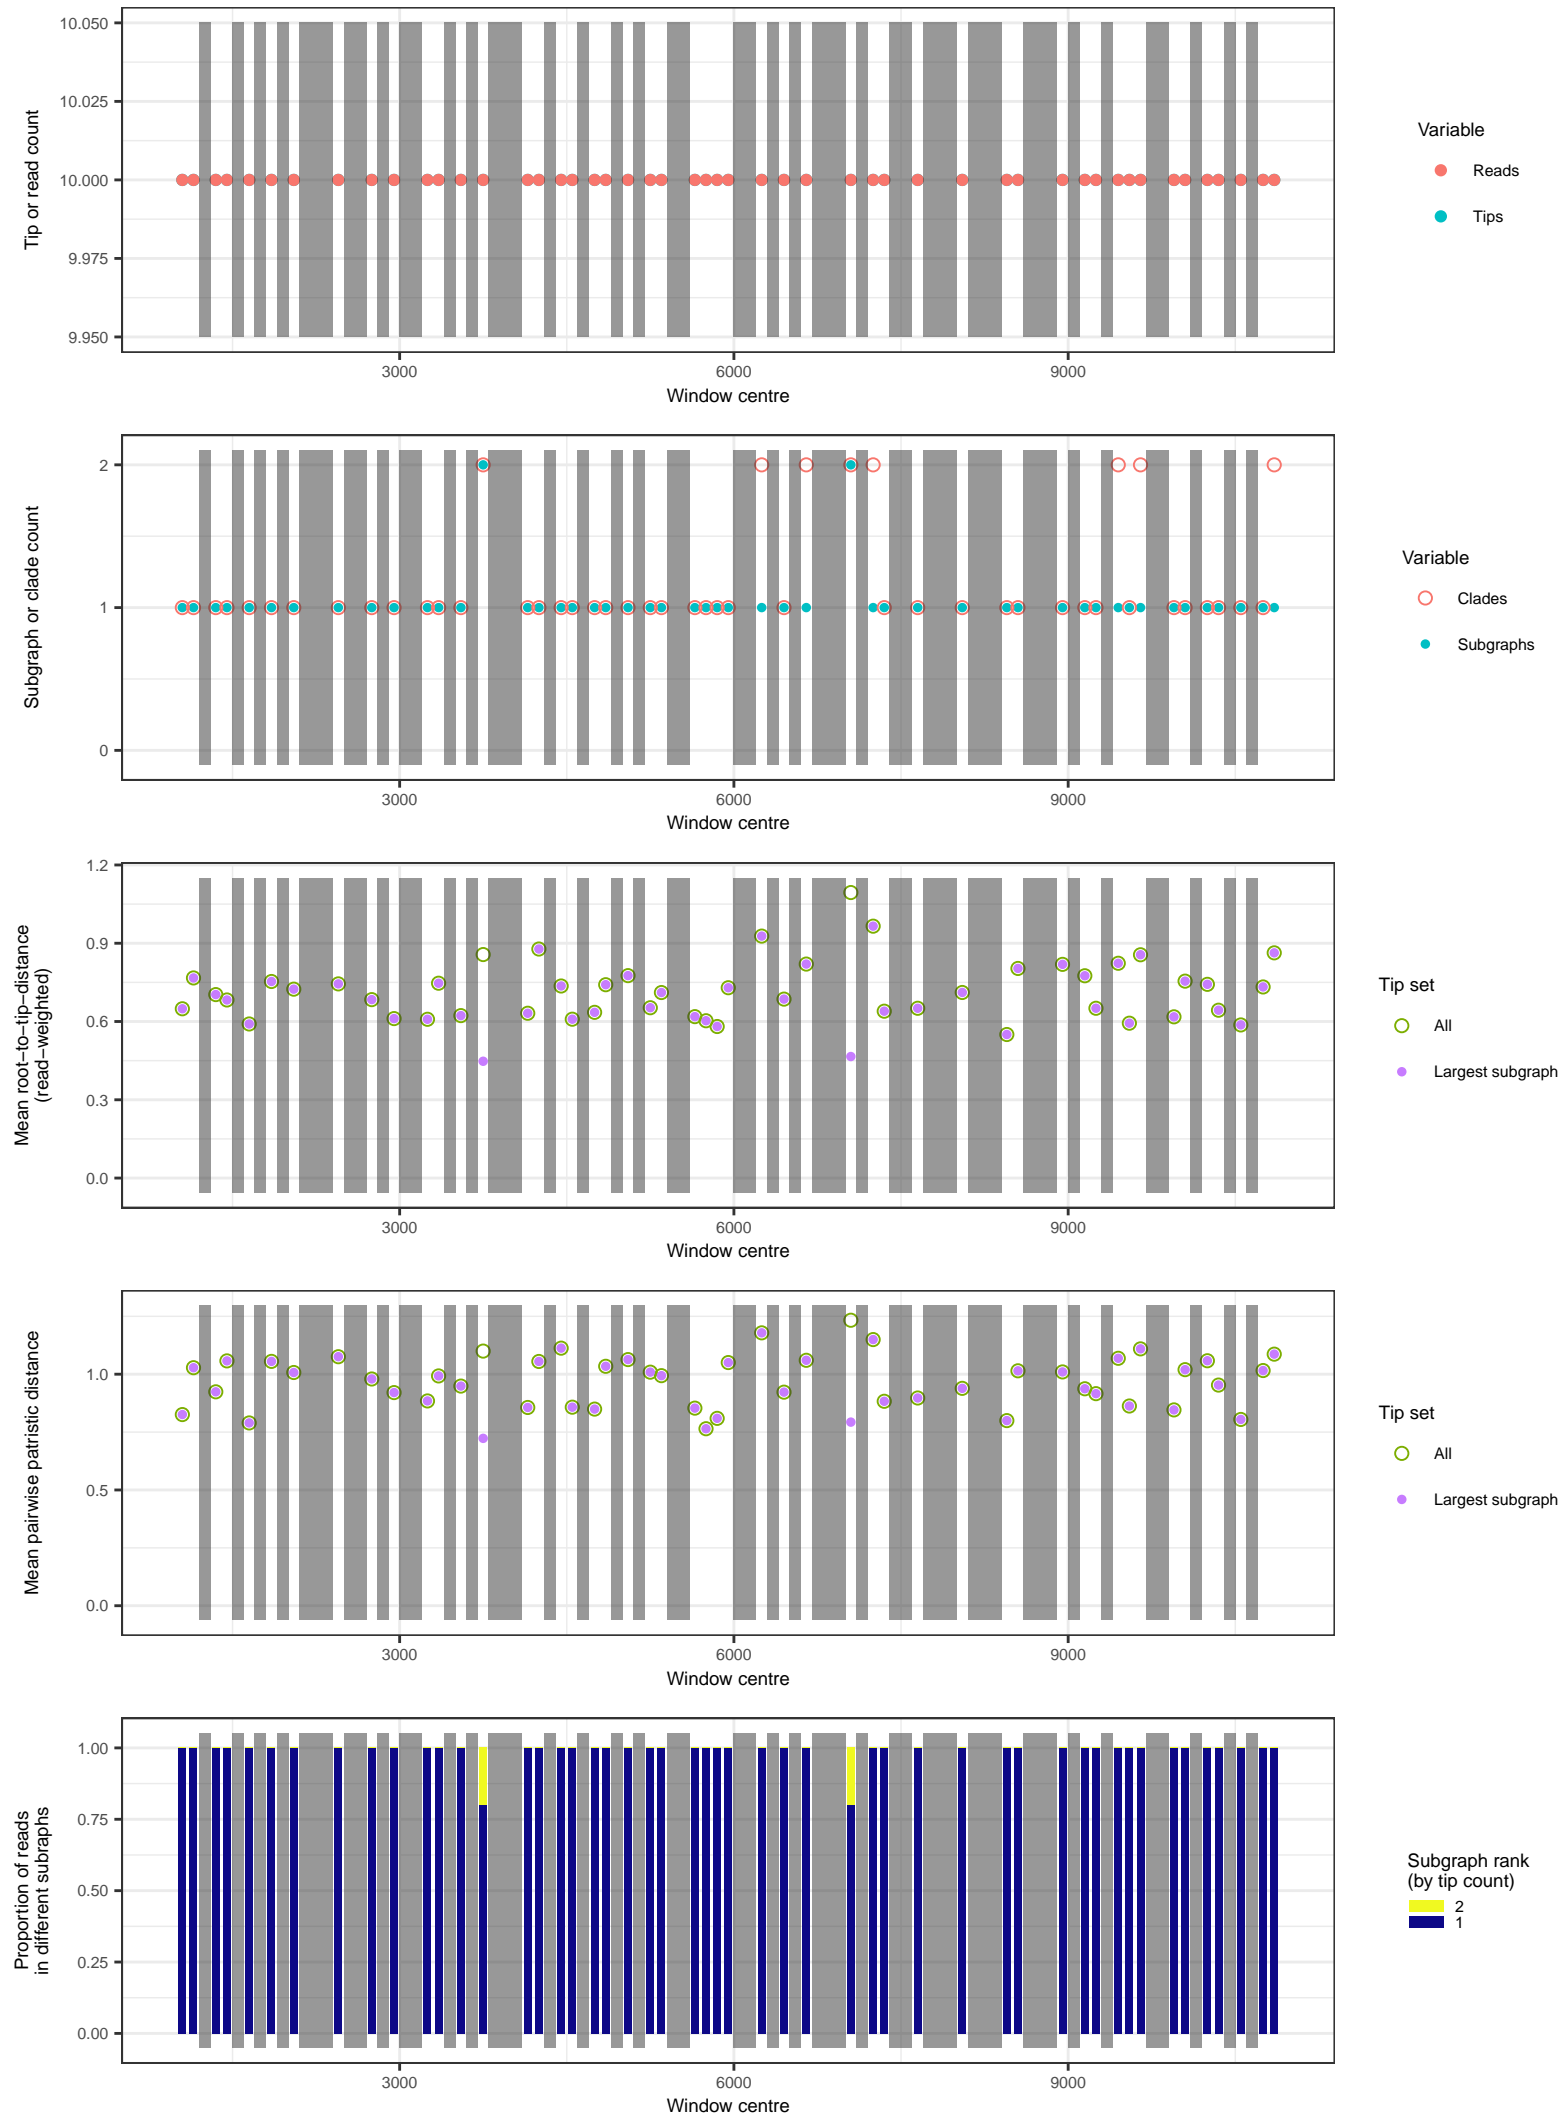 10.050
10.025
10.000
9.975
9.950
Tip or read count
3000
6000
9000
Window centre
Variable
Reads
Tips
2
1
0
Subgraph or clade count
3000
6000
9000
Window centre
Variable
Clades
Subgraphs
1.2
0.9
0.6
0.3
0.0
Mean root−to−tip−distance
(read−weighted)
3000
6000
9000
Window centre
Tip set
All
Largest subgraph
1.0
0.5
0.0
Mean pairwise patristic distance
3000
6000
9000
Window centre
Tip set
All
Largest subgraph
1.00
0.75
0.50
0.25
0.00
Proportion of reads
in different subraphs
3000
6000
9000
Window centre
Subgraph rank
(by tip count)
2
1